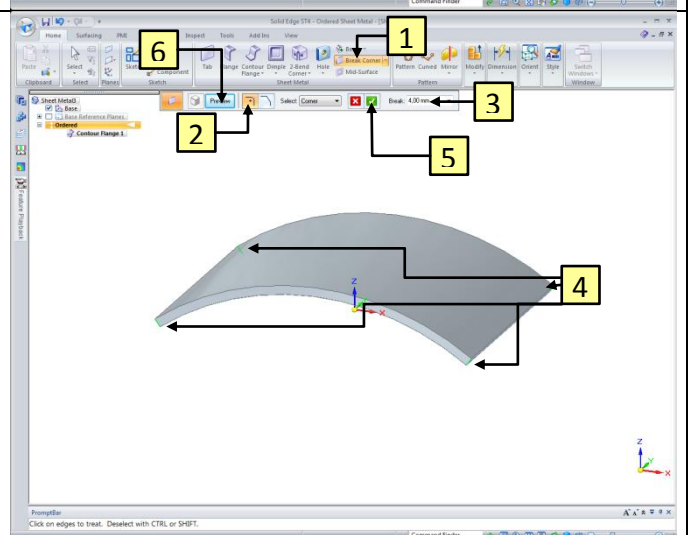 Command Finder
Solid Edge ST4 - Ordered Sheet Metal - [Sh
Home Surfacing PMI Inspect Tools Add Ins View
6
1
Paste Select Component Tab Flange Contour Flange Dimple 2-Bend Corner Hole Break Corner Mid-Surface Pattern Curved Mirror Modify Dimension Orient Style Switch Windows
Clipboard Select Planes Sketch Sheet Metal Pattern Window
Sheet Metal3
Base
Base Reference Planes
Ordered
Contour Flange 1
Preview Select: Corner Break: 4,00 mm
2
3
5
Feature Playback
4
Z
X
Z
Y
X
PromptBar
Click on edges to treat. Deselect with CTRL or SHIFT.
Command Finder